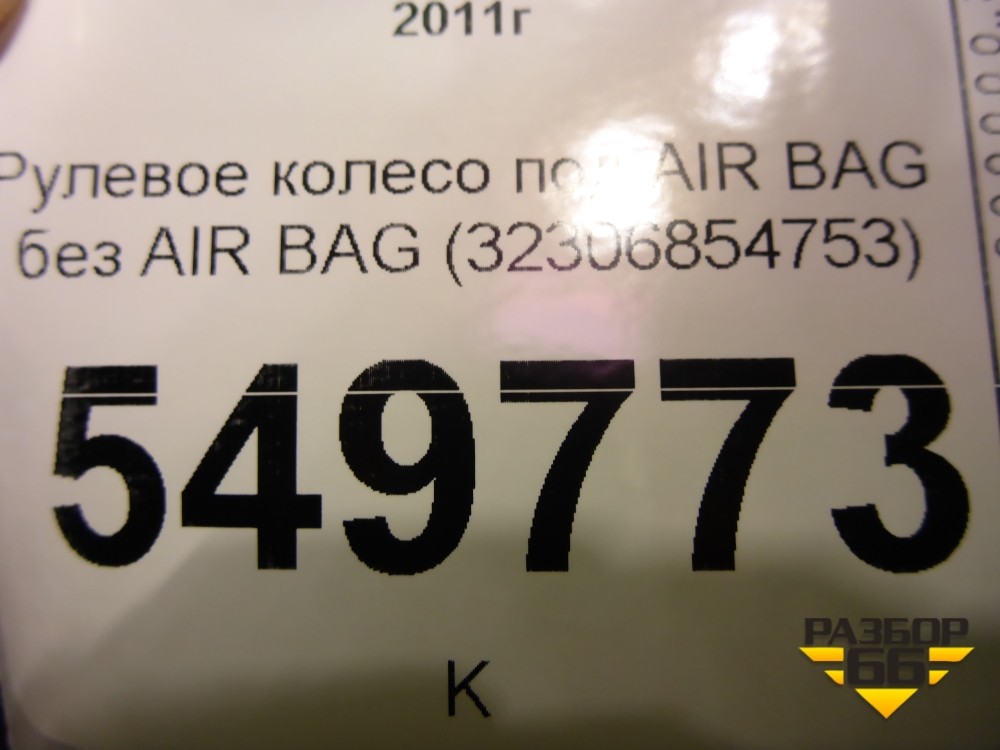 2011г
Рулевое колесо под AIR BAG
без AIR BAG (32306854753)
549773
К
РАЗБОР
66